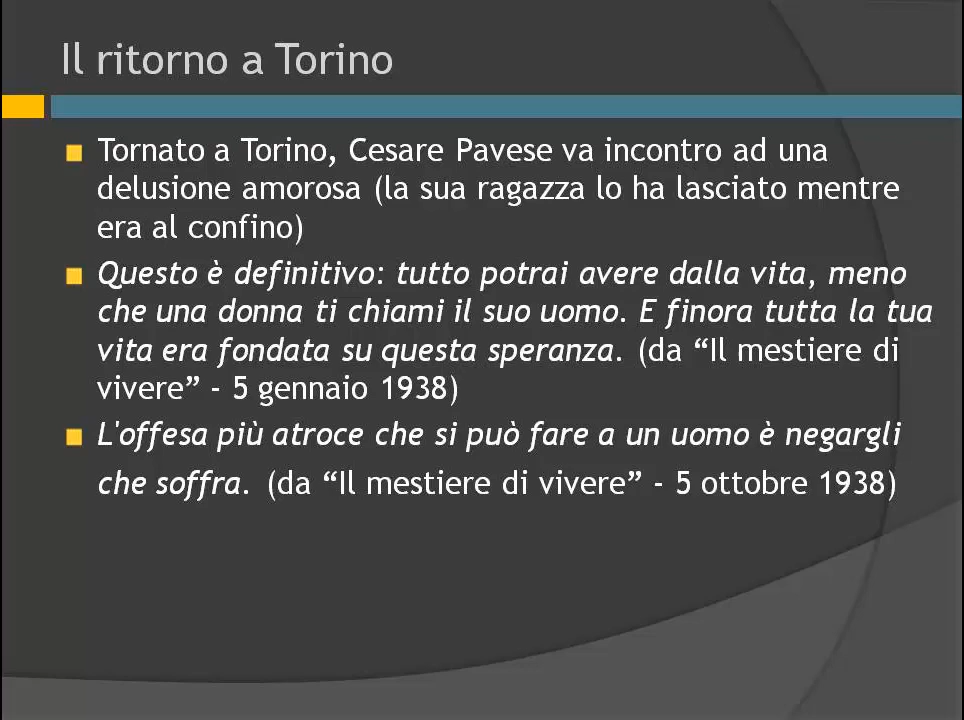 Il ritorno a Torino
Tornato a Torino, Cesare Pavese va incontro ad una
delusione amorosa (la sua ragazza lo ha lasciato mentre
era al confino)
Questo è definitivo: tutto potrai avere dalla vita, meno
che una donna ti chiami il suo uomo. E finora tutta la tua
vita era fondata su questa speranza. (da “Il mestiere di
vivere” - 5 gennaio 1938)
L'offesa più atroce che si può fare a un uomo è negargli
che soffra. (da “Il mestiere di vivere” - 5 ottobre 1938)